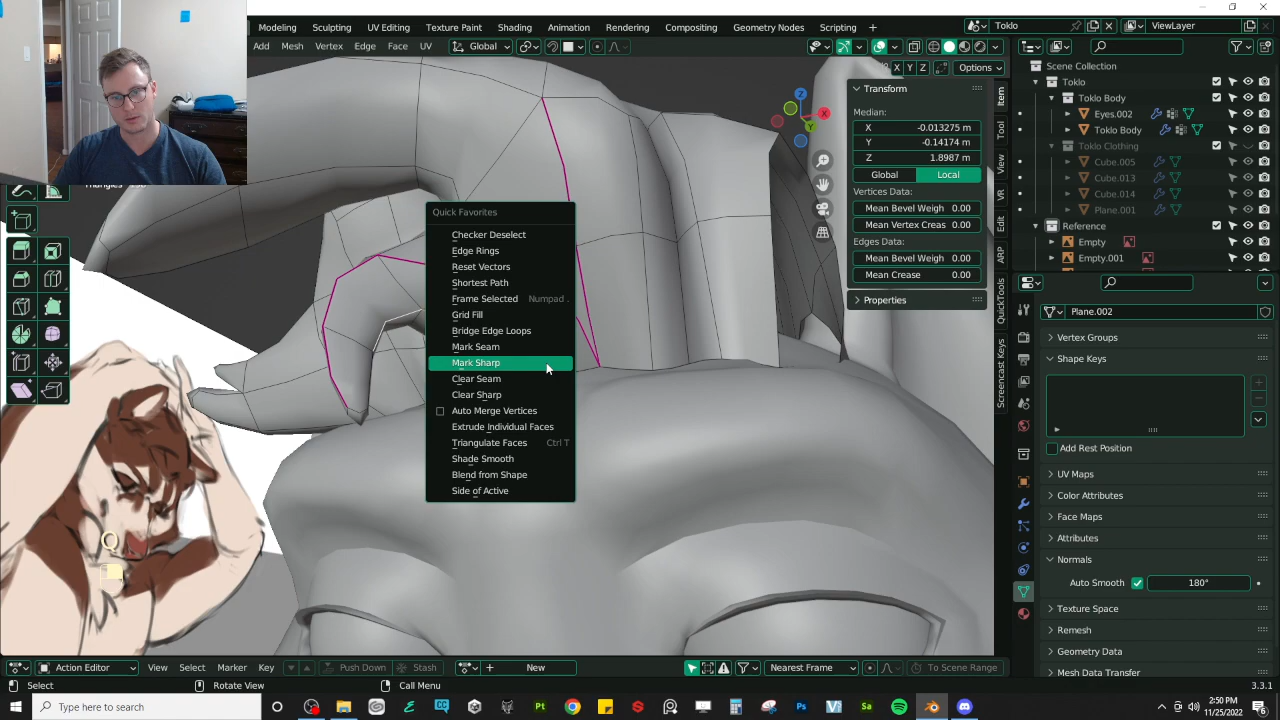 Modeling Sculpting UV Editing Texture Paint Shading Animation Rendering Compositing Geometry Nodes Scripting + Toklo ViewLayer
Add Mesh Vertex Edge Face UV Global
X Y Z Options
Triangles
Quick Favorites
Checker Deselect
Edge Rings
Reset Vectors
Shortest Path
Frame Selected Numpad .
Grid Fill
Bridge Edge Loops
Mark Seam
Mark Sharp
Clear Seam
Clear Sharp
Auto Merge Vertices
Extrude Individual Faces
Triangulate Faces Ctrl T
Shade Smooth
Blend from Shape
Side of Active
Q
Z
X
Y
Transform
Median:
X -0.013275 m
Y -0.14174 m
Z 1.8987 m
Global Local
Vertices Data:
Mean Bevel Weigh 0.00
Mean Vertex Creas 0.00
Edges Data:
Mean Bevel Weigh 0.00
Mean Crease 0.00
Properties
Item
Tool
View
VR
Edit
ARP
QuickTools
Screencast Keys
Scene Collection
Toklo
Toklo Body
Eyes.002
Toklo Body
Toklo Clothing
Cube.005
Cube.013
Cube.014
Plane.001
Reference
Empty
Empty.001
Plane.002
Vertex Groups
Shape Keys
Add Rest Position
UV Maps
Color Attributes
Face Maps
Attributes
Normals
Auto Smooth 180°
Texture Space
Remesh
Geometry Data
Mesh Data Transfer
Action Editor View Select Marker Key Push Down Stash + New Nearest Frame To Scene Range
Select Rotate View Call Menu 3.3.1
Type here to search
2:50 PM
11/25/2022